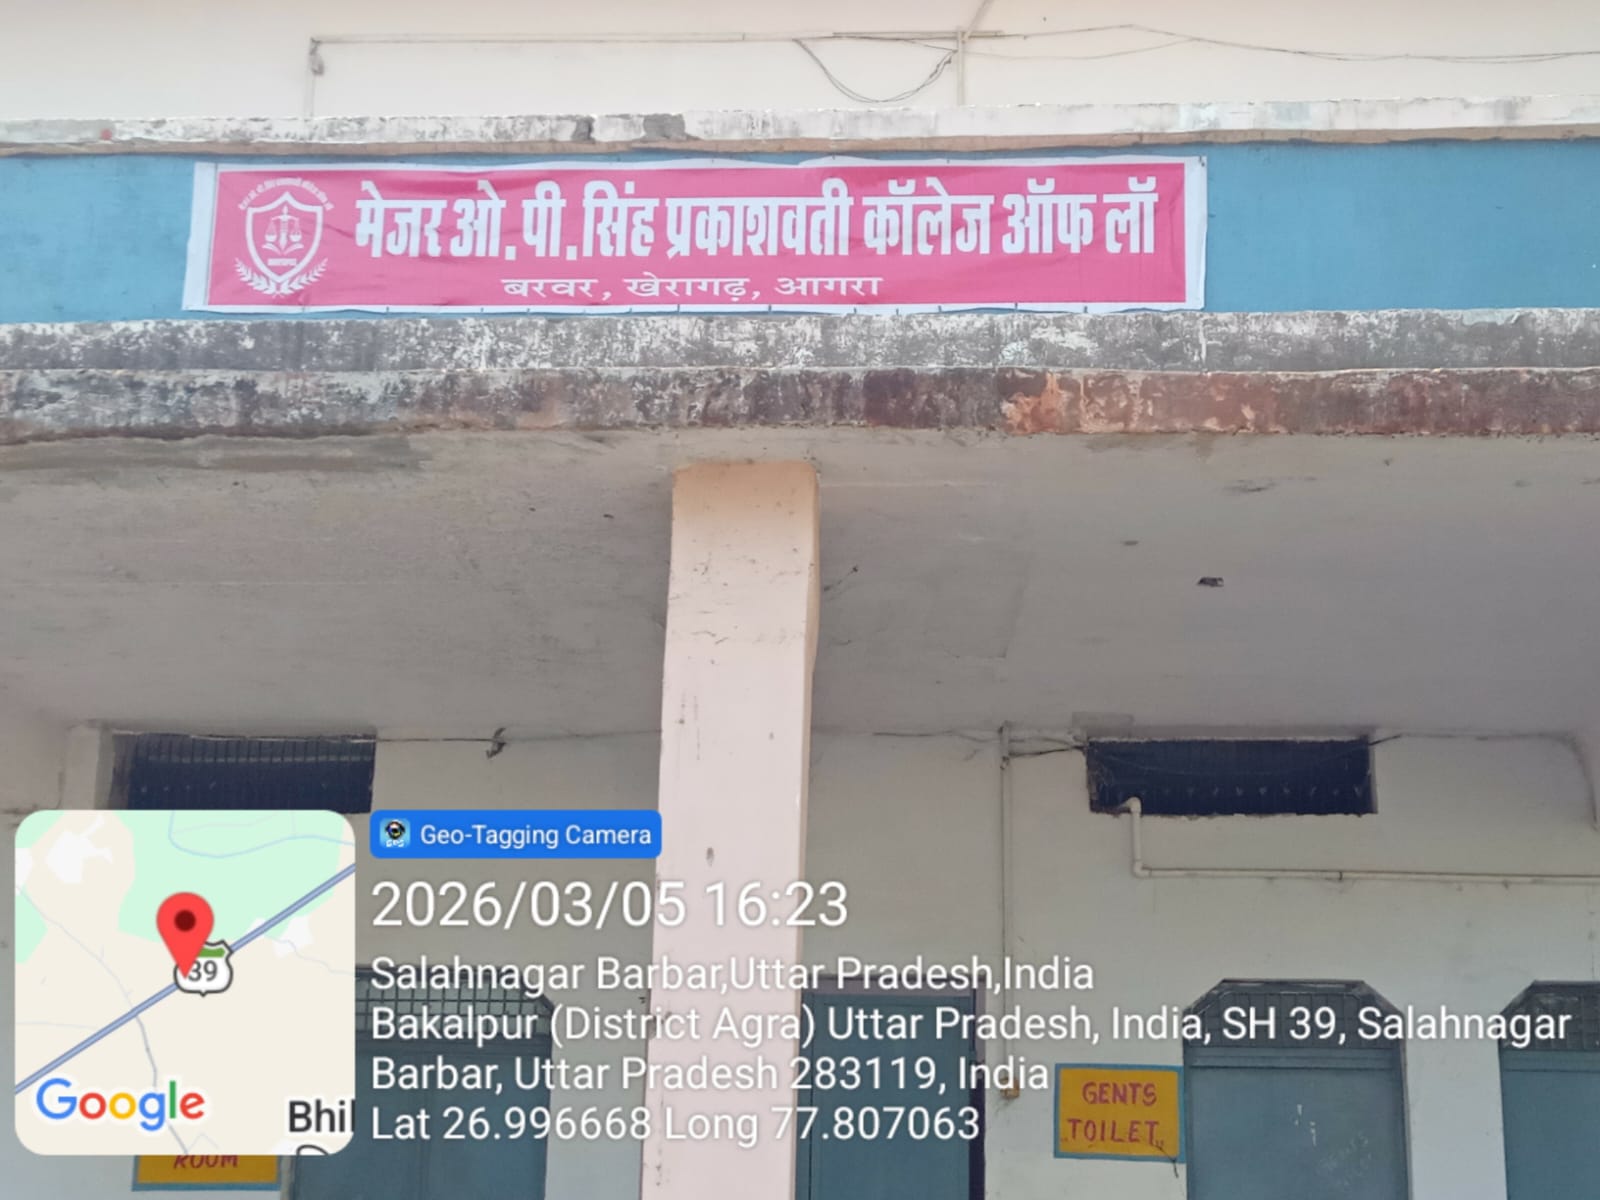 मेजर ओ.पी.सिंह प्रकाशवती कॉलेज ऑफ लॉ
बरवर, खेरागढ़, आगरा
Geo-Tagging Camera
2026/03/05 16:23
Salahnagar Barbar,Uttar Pradesh,India
Bakalpur (District Agra) Uttar Pradesh, India, SH 39, Salahnagar
Barbar, Uttar Pradesh 283119, India
Lat 26.996668 Long 77.807063
39
Google
Bhil
GENTS
TOILET
ROOM